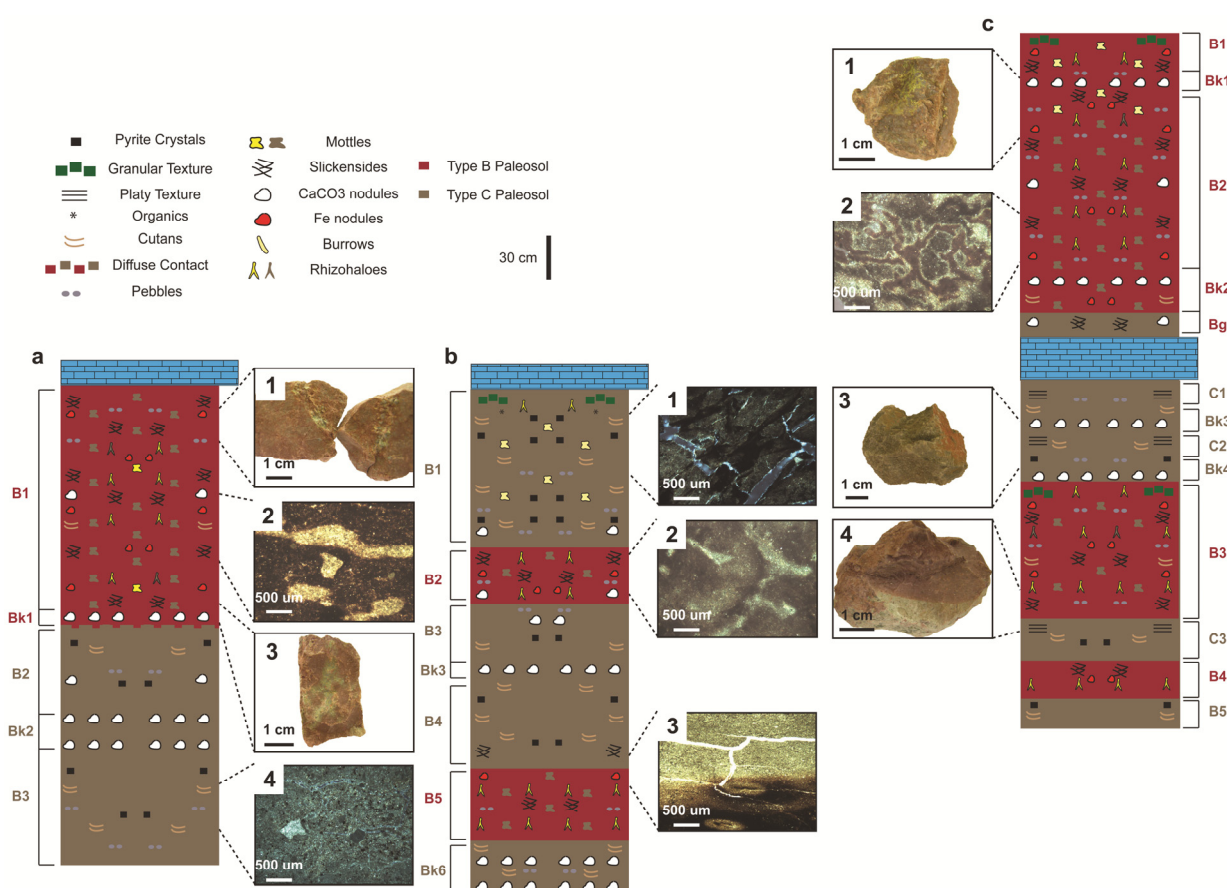 Pyrite Crystals
Granular Texture
Platy Texture
Organics
Cutans
Diffuse Contact
Pebbles
Mottles
Slickensides
CaCO3 nodules
Fe nodules
Burrows
Rhizohaloes
Type B Paleosol
Type C Paleosol
30 cm
a
B1
Bk1
B2
Bk2
B3
1
1 cm
2
500 um
3
1 cm
4
500 um
b
B1
B2
B3
Bk3
B4
B5
Bk6
1
500 um
2
500 um
3
500 um
c
1
1 cm
2
500 um
3
1 cm
4
1 cm
B1
Bk1
B2
Bk2
Bg
C1
Bk3
C2
Bk4
B3
C3
B4
B5